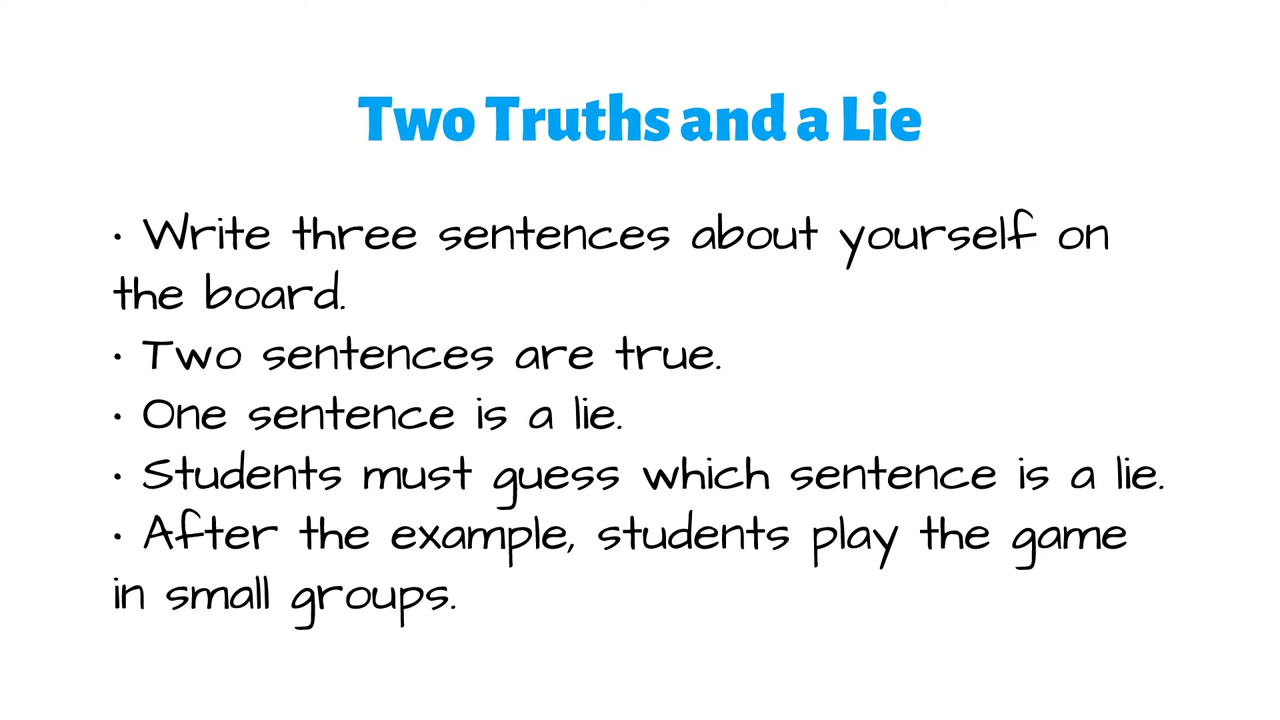 Two Truths and a Lie
• Write three sentences about yourself on
the board.
• Two sentences are true.
• One sentence is a lie.
• Students must guess which sentence is a lie.
• After the example, students play the game
in small groups.